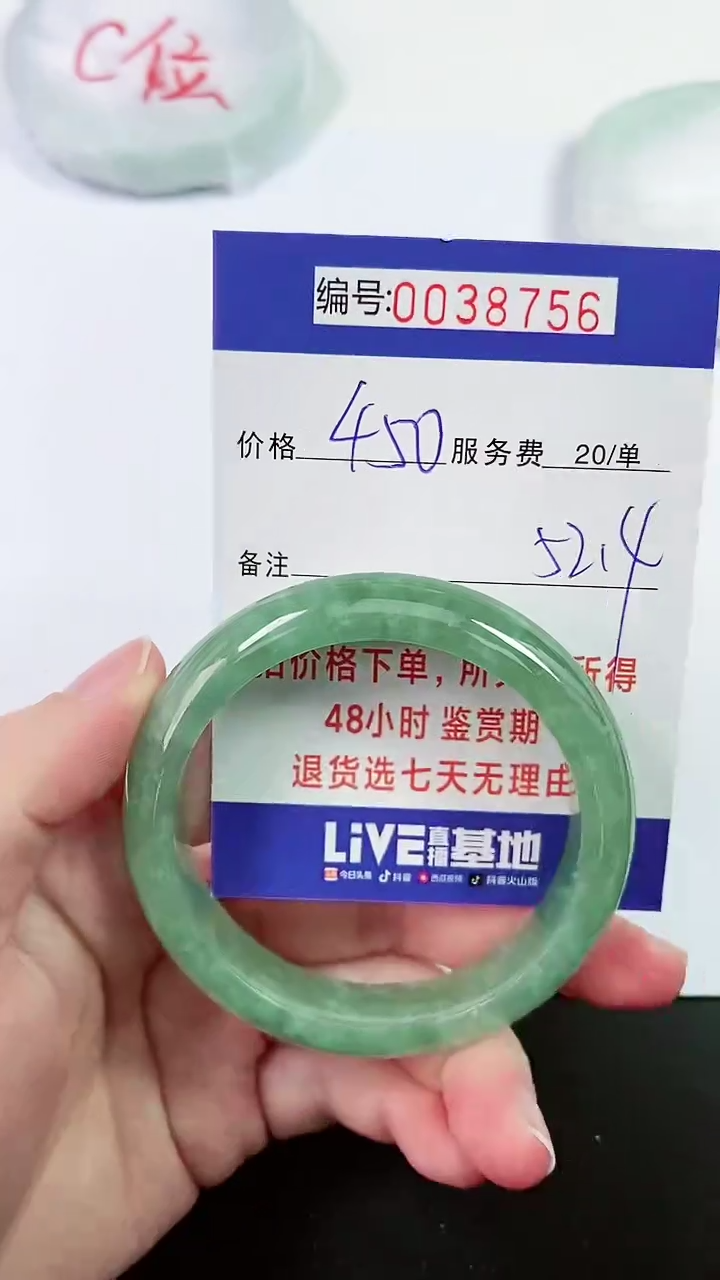 C位
编号:0038756
价格 450 服务费 20/单
备注 52.4
价格下单，所 所得
48小时 鉴赏期
退货选七天无理由
LiVE直播基地
今日头条 抖音 西瓜视频 抖音火山版